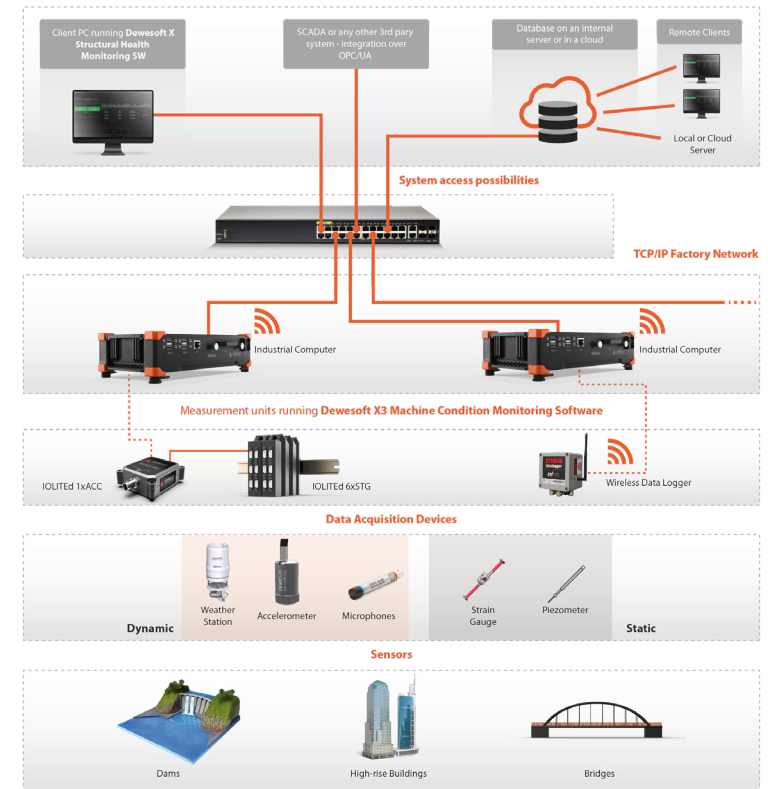 Client PC running Dewesoft X
Structural Health
Monitoring SW
SCADA or any other 3rd pary
system - integration over
OPC/UA
Database on an internal
server or in a cloud
Remote Clients
Local or Cloud
Server
System access possibilities
TCP/IP Factory Network
Industrial Computer
Industrial Computer
Measurement units running Dewesoft X3 Machine Condition Monitoring Software
IOLITEd 1xACC
IOLITEd 6xSTG
Wireless Data Logger
Data Acquisition Devices
Weather
Station
Accelerometer
Microphones
Strain
Gauge
Piezometer
Dynamic
Static
Sensors
Dams
High-rise Buildings
Bridges